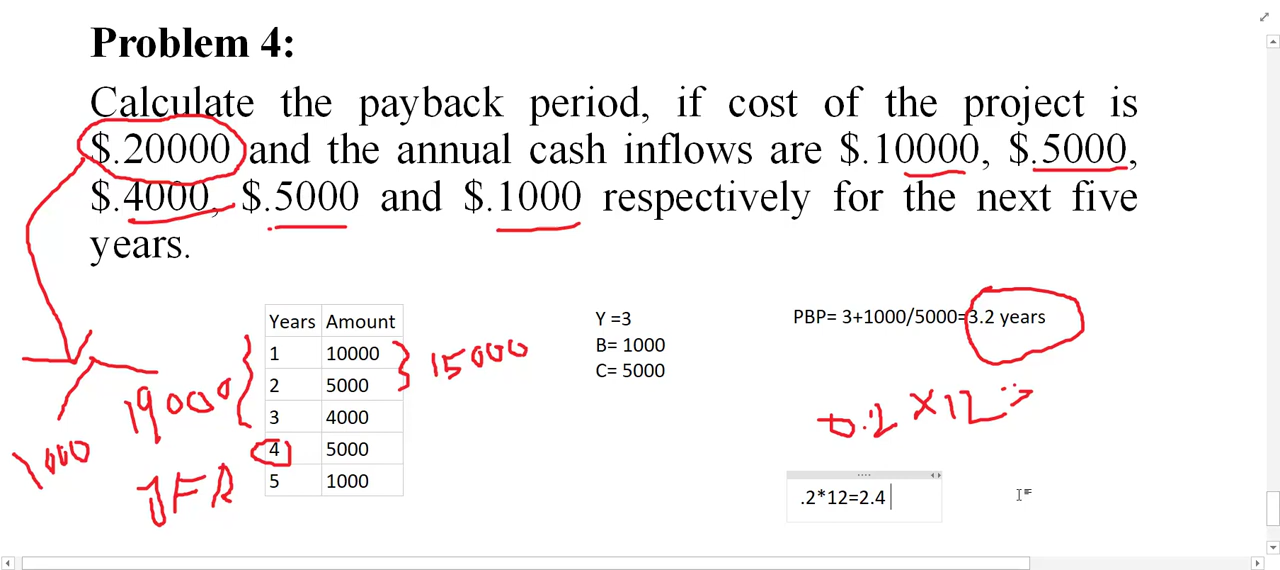 Problem 4:
Calculate the payback period, if cost of the project is
$.20000 and the annual cash inflows are $.10000, $.5000,
$.4000, $.5000 and $.1000 respectively for the next five
years.
Years Amount
1 10000
2 5000
3 4000
4 5000
5 1000
15000
19000
1000
Y =3
B= 1000
C= 5000
PBP= 3+1000/5000=3.2 years
0.2 X 12 =
.2*12=2.4